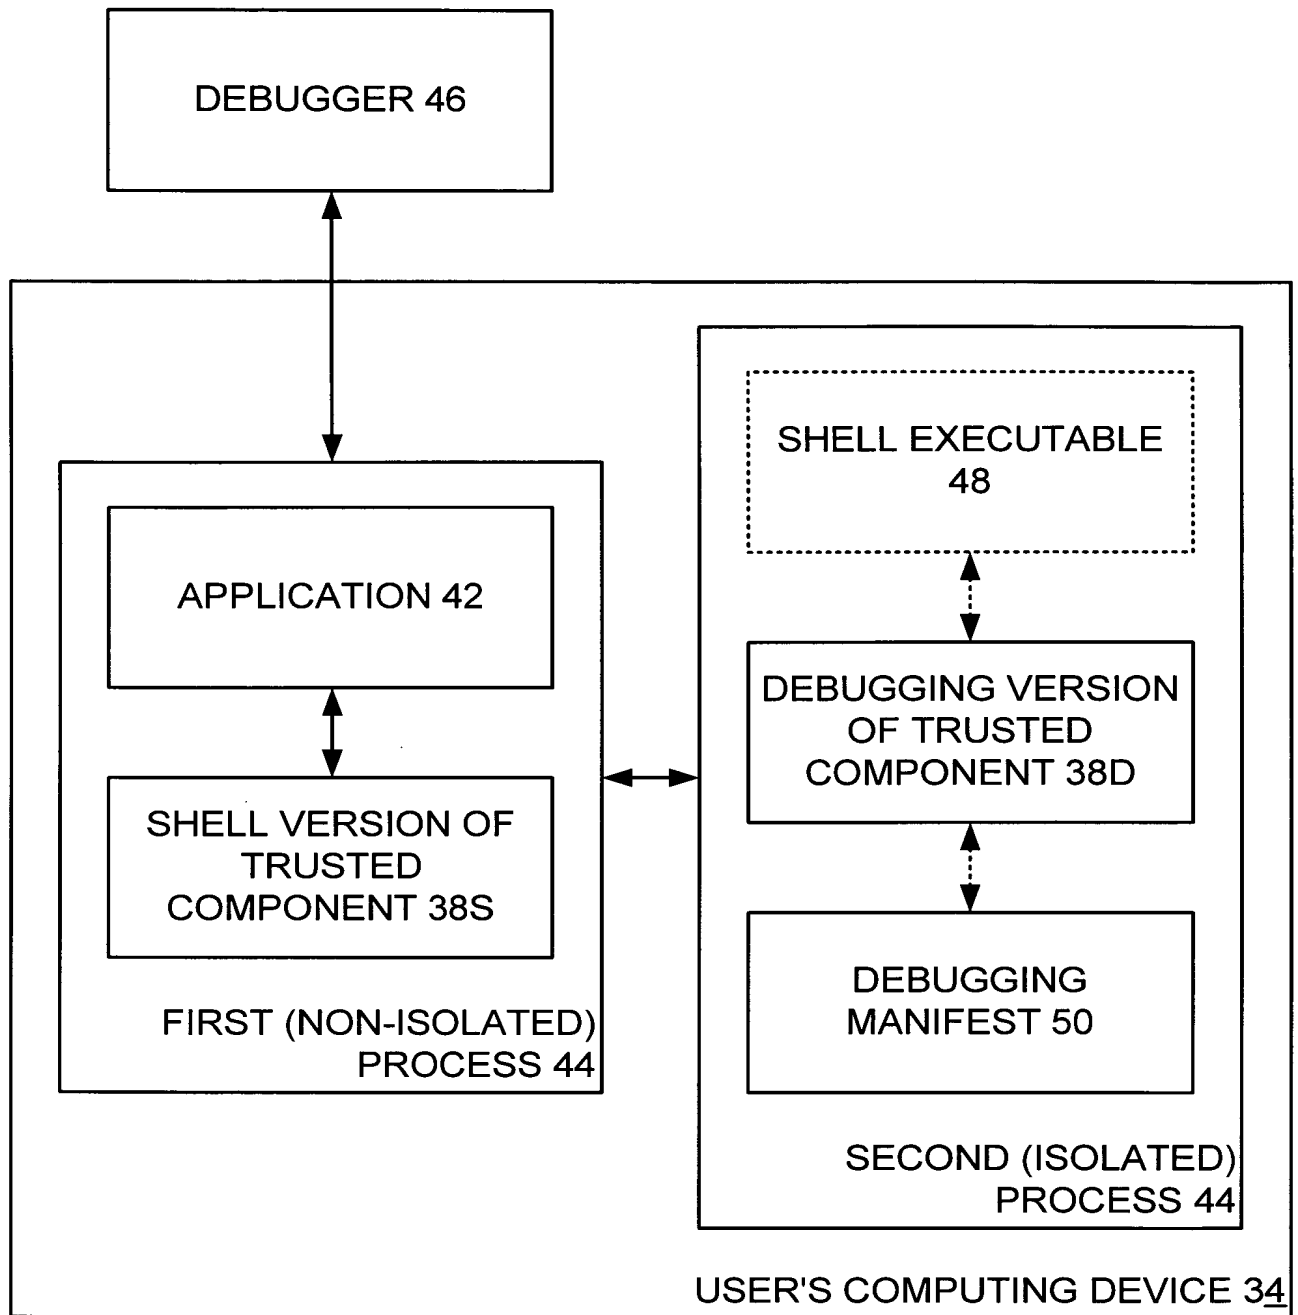 DEBUGGER 46
APPLICATION 42
SHELL VERSION OF
TRUSTED
COMPONENT 38S
FIRST (NON-ISOLATED)
PROCESS 44
SHELL EXECUTABLE
48
DEBUGGING VERSION
OF TRUSTED
COMPONENT 38D
DEBUGGING
MANIFEST 50
SECOND (ISOLATED)
PROCESS 44
USER'S COMPUTING DEVICE 34